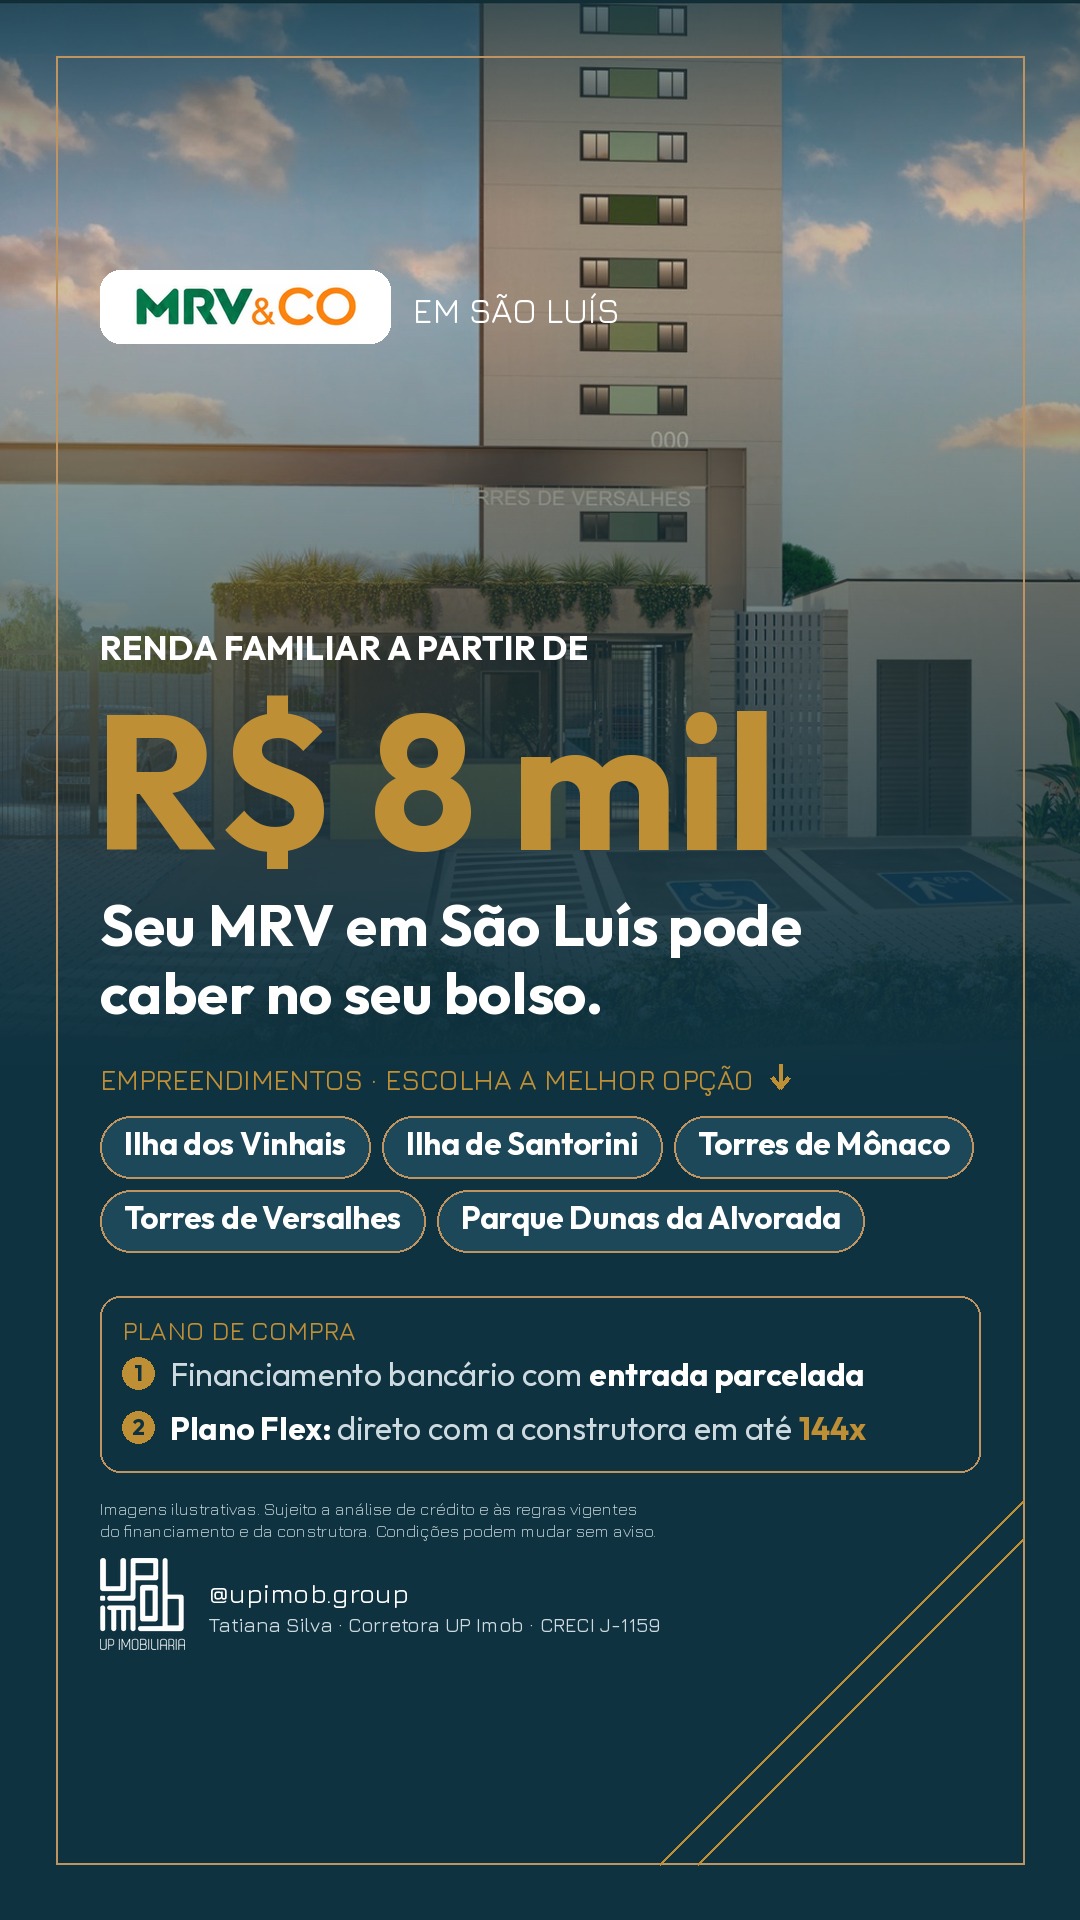 MRV&CO EM SÃO LUÍS
000
RRES DE VERSALHES
RENDA FAMILIAR A PARTIR DE
R$ 8 mil
Seu MRV em São Luís pode
caber no seu bolso.
EMPREENDIMENTOS · ESCOLHA A MELHOR OPÇÃO ↓
Ilha dos Vinhais Ilha de Santorini Torres de Mônaco
Torres de Versalhes Parque Dunas da Alvorada
PLANO DE COMPRA
1 Financiamento bancário com entrada parcelada
2 Plano Flex: direto com a construtora em até 144x
Imagens ilustrativas. Sujeito a análise de crédito e às regras vigentes
do financiamento e da construtora. Condições podem mudar sem aviso.
UP imob
UP IMOBILIARIA
@upimob.group
Tatiana Silva · Corretora UP Imob · CRECI J-1159